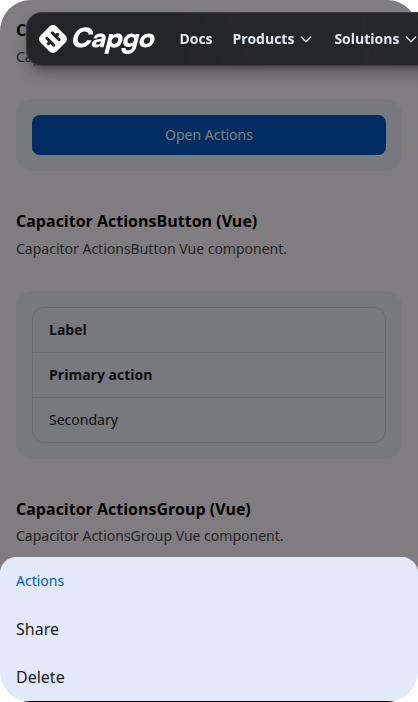 Capgo
Docs
Products
Solutions
Open Actions
Capacitor ActionsButton (Vue)
Capacitor ActionsButton Vue component.
Label
Primary action
Secondary
Capacitor ActionsGroup (Vue)
Capacitor ActionsGroup Vue component.
Actions
Share
Delete